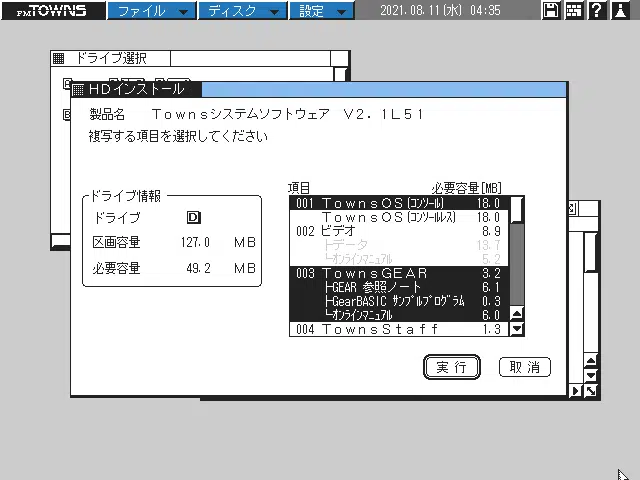 FMTOWNS ファイル ディスク 設定 2021.08.11(水) 04:35
ドライブ選択
HDインストール
製品名 Townsシステムソフトウェア V2.1L51
複写する項目を選択してください
項目 必要容量[MB]
ドライブ情報
ドライブ D
区画容量 127.0 MB
必要容量 49.2 MB
001 TownsOS(コンソール) 18.0
TownsOS(コンソールレス) 18.0
002 ビデオ 8.9
├データ 13.7
└オンラインマニュアル 5.2
003 TownsGEAR 3.2
├GEAR 参照ノート 6.1
├GearBASIC サンプルプログラム 0.3
└オンラインマニュアル 6.0
004 TownsStaff 1.3
実行 取消